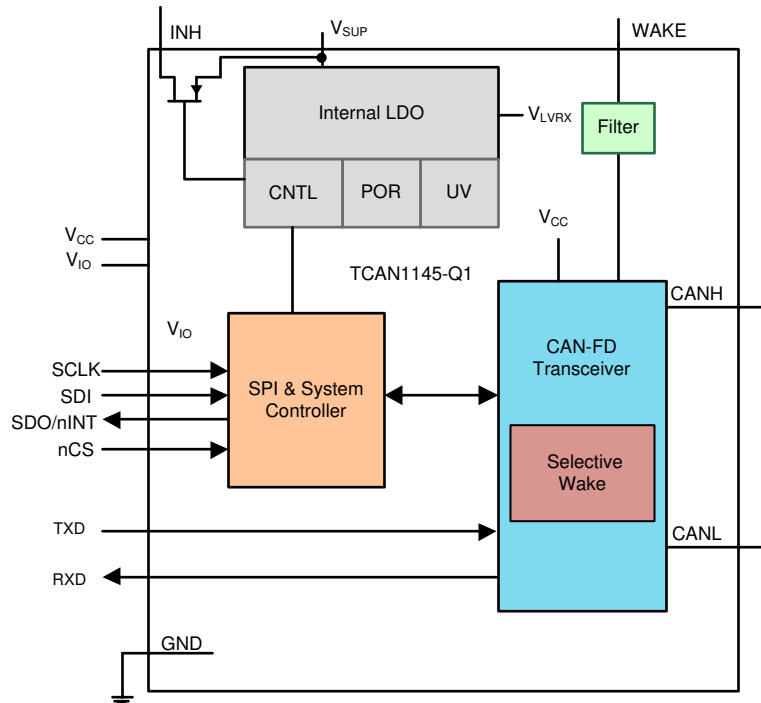 INH
VSUP
WAKE
Internal LDO
VLVRX
Filter
CNTL
POR
UV
VCC
VCC
VIO
TCAN1145-Q1
CANH
VIO
SCLK
SDI
SDO/nINT
nCS
SPI & System
Controller
CAN-FD
Transceiver
Selective
Wake
TXD
CANL
RXD
GND